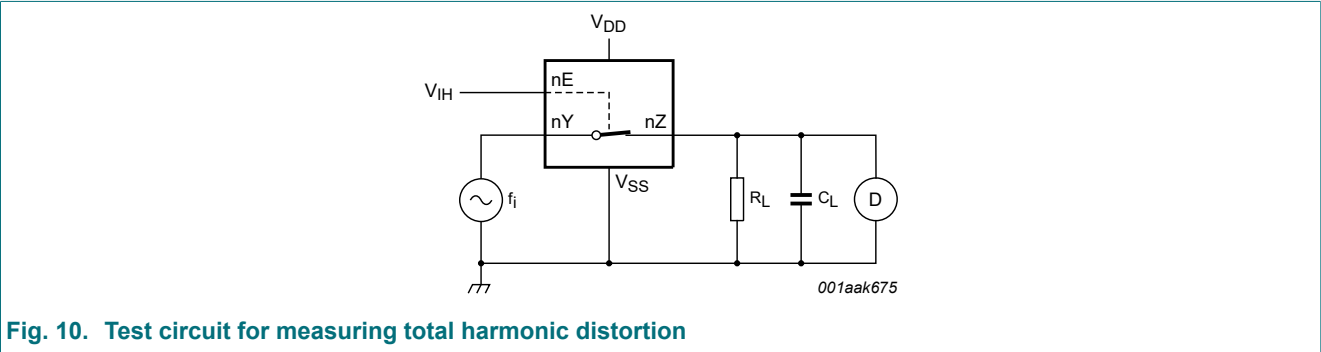 VDD
nE
VIH
nY
nZ
VSS
fi
RL
CL
D
001aak675
Fig. 10. Test circuit for measuring total harmonic distortion